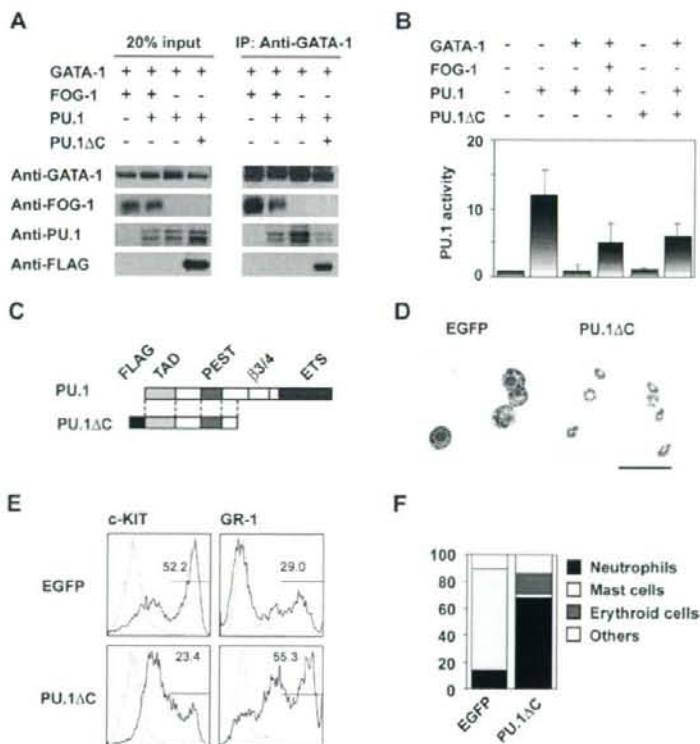 A
20% input
IP: Anti-GATA-1
GATA-1 + + + + + + + +
FOG-1 + + - - + + - -
PU.1 - + + + - + + +
PU.1ΔC - - - + - - - +
Anti-GATA-1
Anti-FOG-1
Anti-PU.1
Anti-FLAG
B
GATA-1 - - + + - +
FOG-1 - - - + - -
PU.1 - + + + - +
PU.1ΔC - - - - + +
PU.1 activity
20
10
0
C
FLAG TAD PEST β3/4 ETS
PU.1
PU.1ΔC
D
EGFP PU.1ΔC
E
c-KIT GR-1
EGFP
52.2 29.0
PU.1ΔC
23.4 55.3
F
100
80
60
40
20
0
EGFP
PU.1ΔC
Neutrophils
Mast cells
Erythroid cells
Others